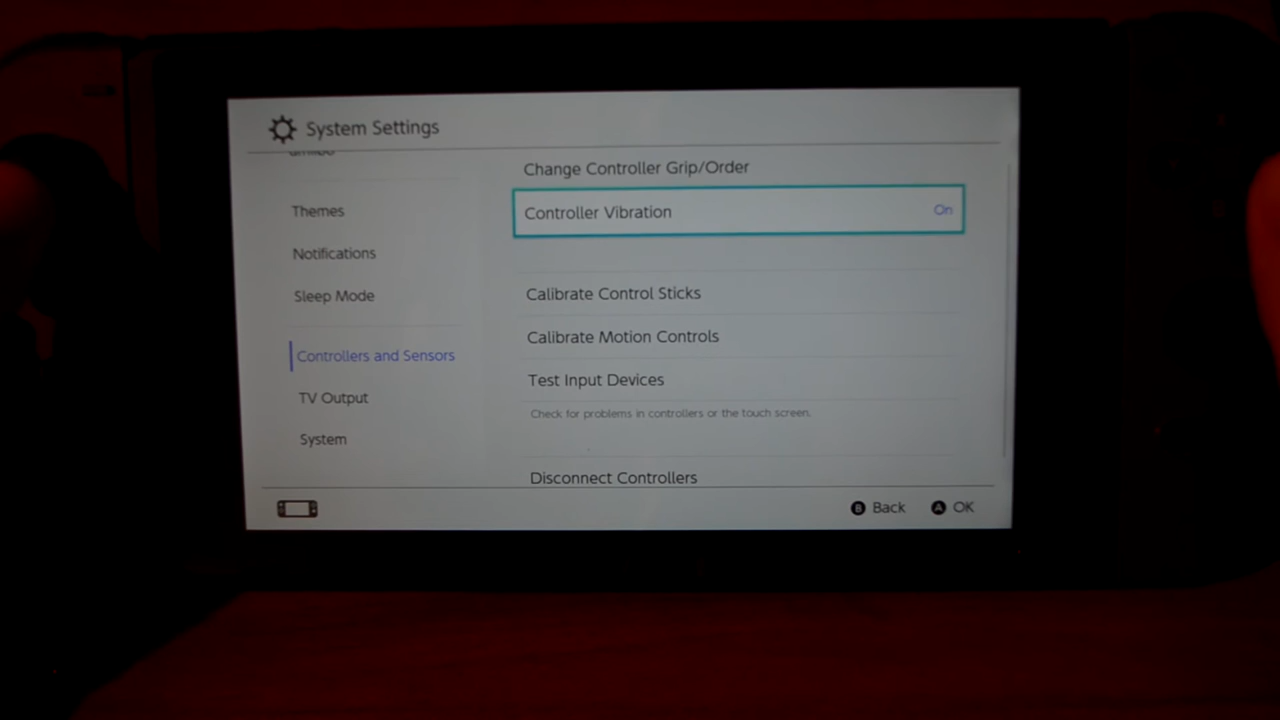 System Settings
amiibo
Themes
Notifications
Sleep Mode
Controllers and Sensors
TV Output
System
Change Controller Grip/Order
Controller Vibration On
Calibrate Control Sticks
Calibrate Motion Controls
Test Input Devices
Check for problems in controllers or the touch screen.
Disconnect Controllers
B Back A OK